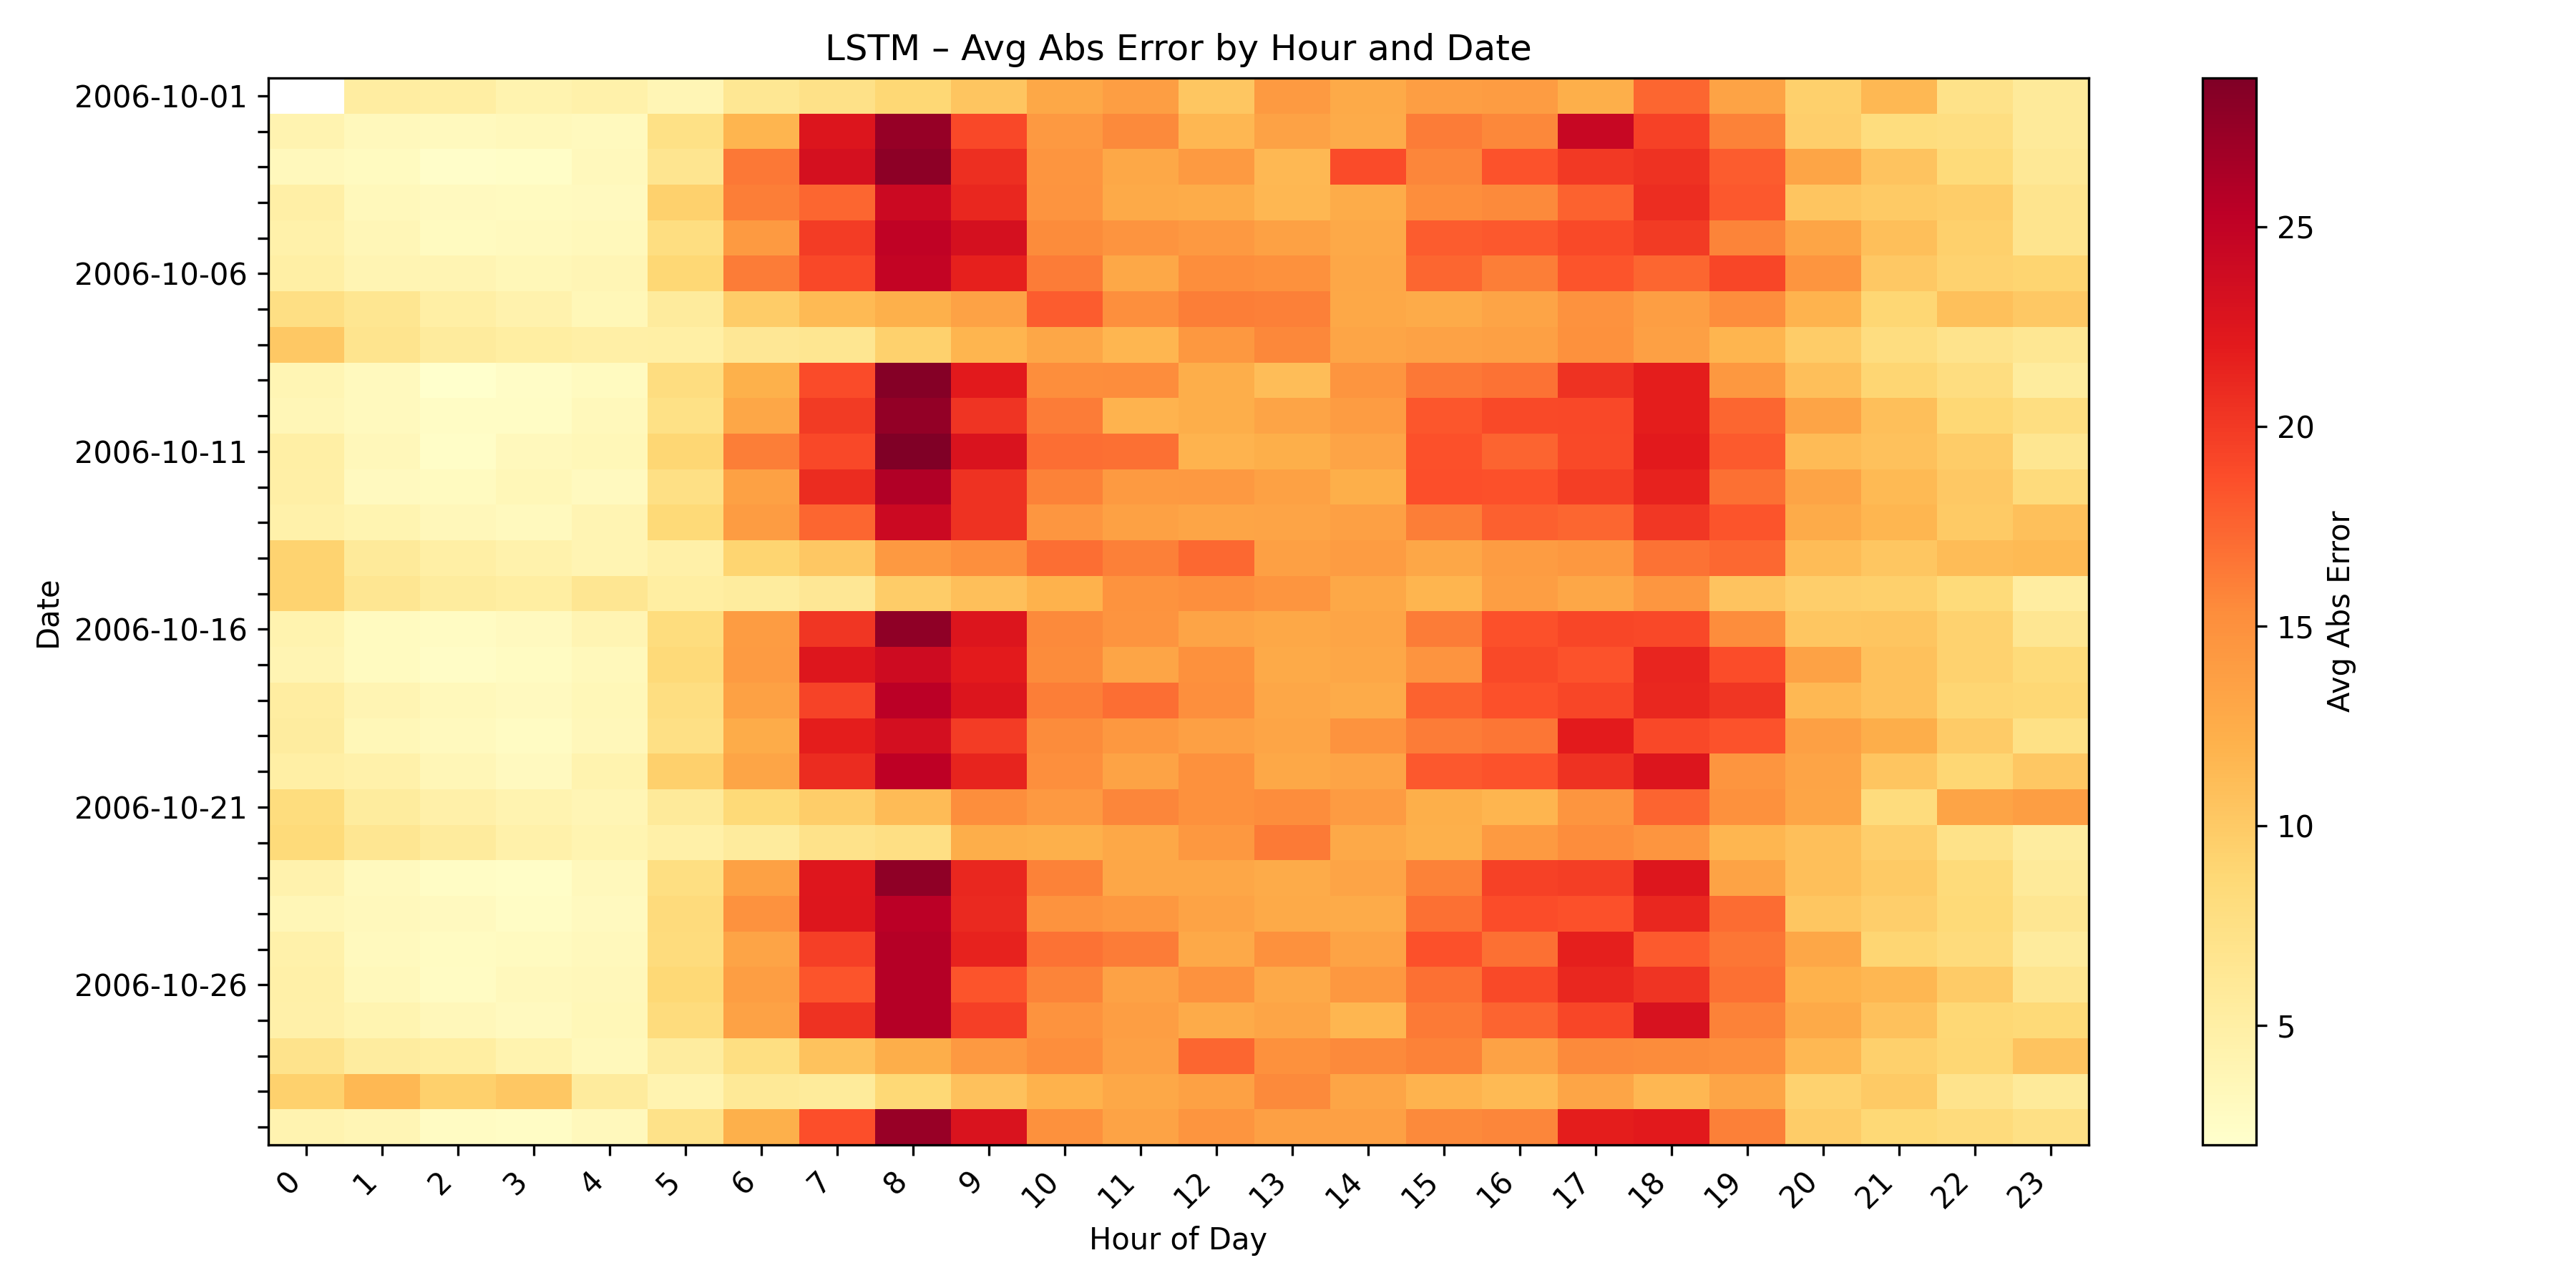 LSTM – Avg Abs Error by Hour and Date
2006-10-01
2006-10-06
2006-10-11
2006-10-16
2006-10-21
2006-10-26
Date
0 1 2 3 4 5 6 7 8 9 10 11 12 13 14 15 16 17 18 19 20 21 22 23
Hour of Day
25
20
15
10
5
Avg Abs Error